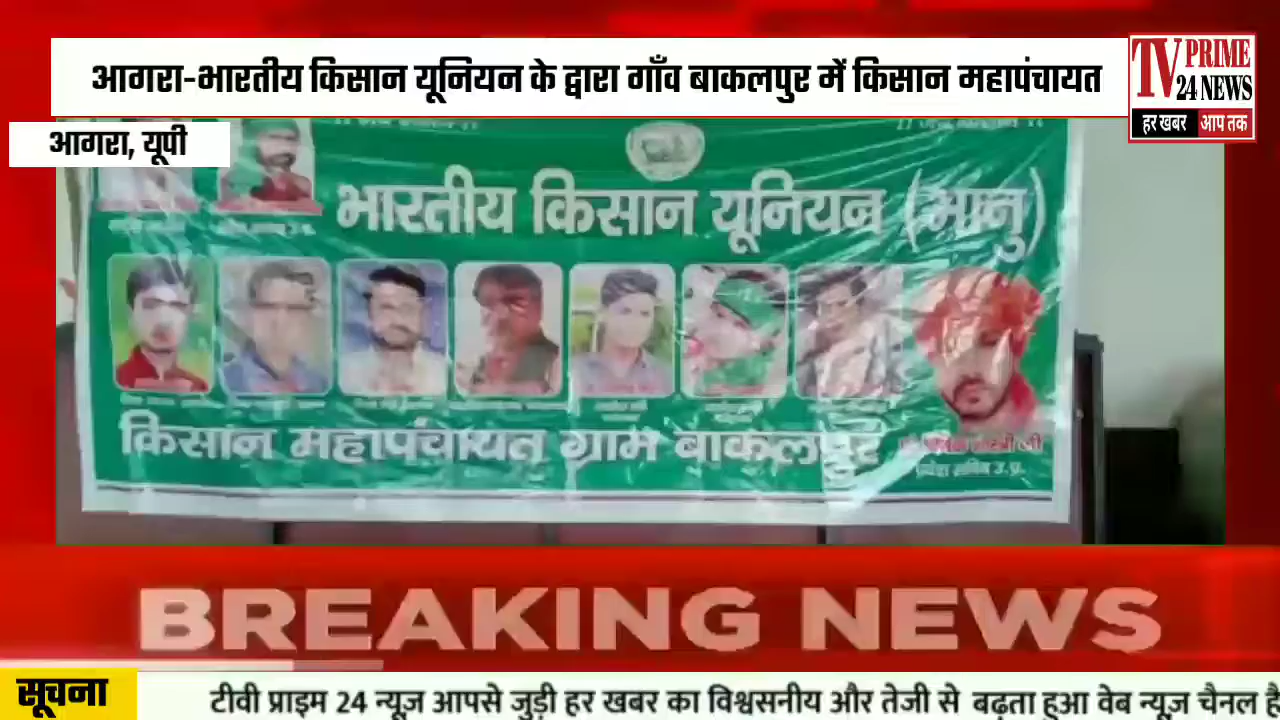 आगरा-भारतीय किसान यूनियन के द्वारा गाँव बाकलपुर में किसान महापंचायत
TV PRIME
24 NEWS
हर खबर आप तक
आगरा, यूपी
भारतीय किसान यूनियन (भानु)
किसान महापंचायत ग्राम बाकलपुर
प्रदेश सचिव उ.प्र.
BREAKING NEWS
सूचना
टीवी प्राइम 24 न्यूज़ आपसे जुड़ी हर खबर का विश्वसनीय और तेजी से बढ़ता हुआ वेब न्यूज़ चैनल है